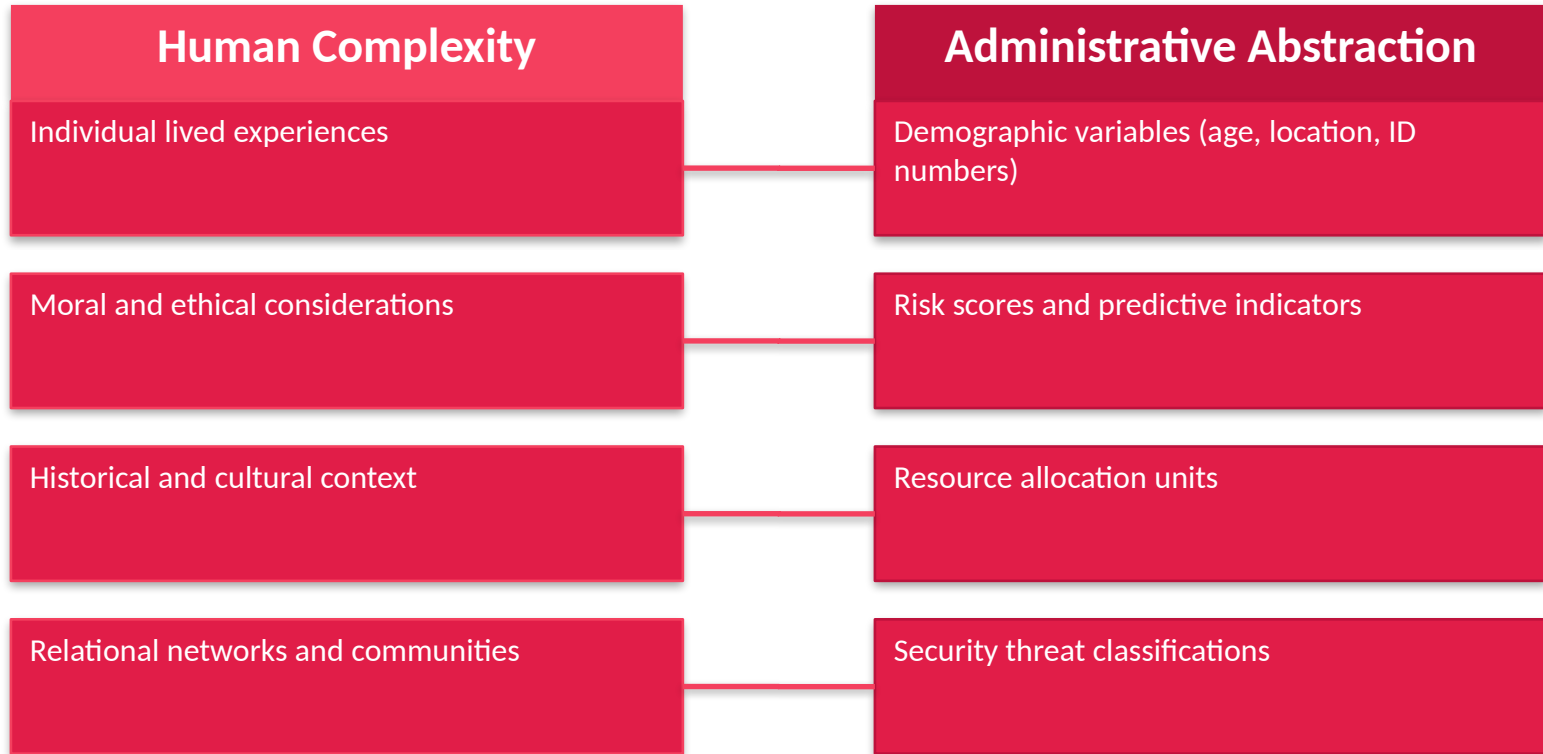 Human Complexity
Administrative Abstraction
Individual lived experiences
Demographic variables (age, location, ID
numbers)
Moral and ethical considerations
Risk scores and predictive indicators
Historical and cultural context
Resource allocation units
Relational networks and communities
Security threat classifications